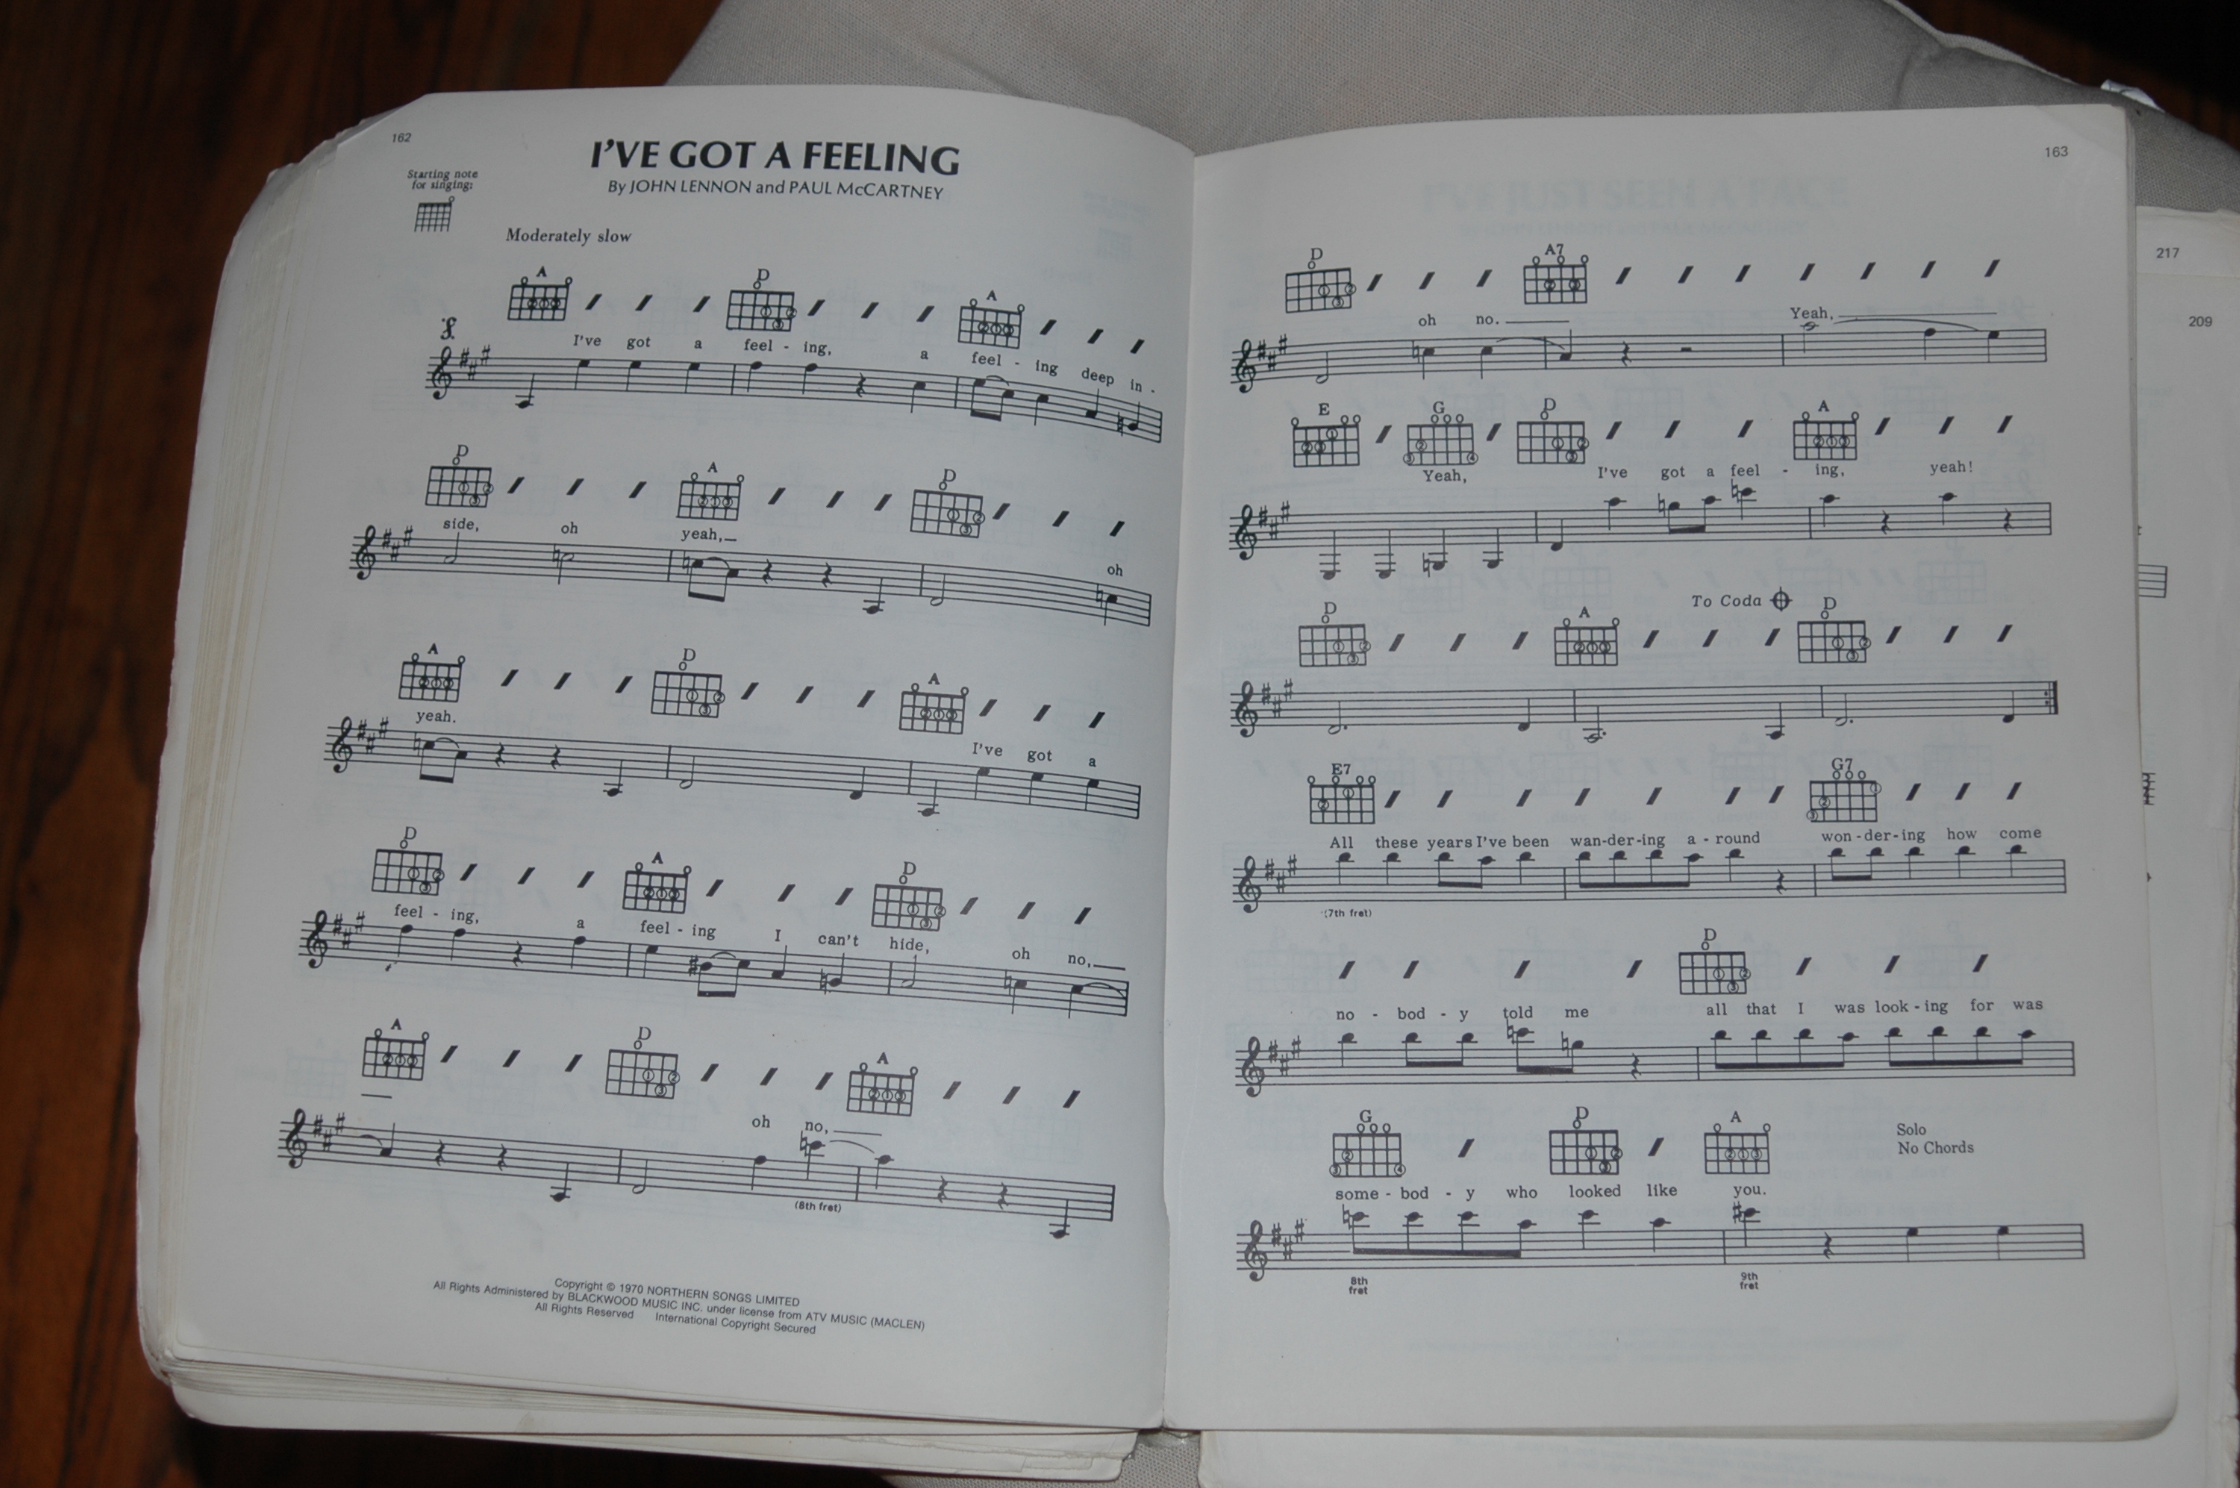 162
I'VE GOT A FEELING
By JOHN LENNON and PAUL McCARTNEY
Starting note
for singing:
Moderately slow
A D A
I've got a feel - ing, a feel - ing deep in -
D A D
side, oh yeah, oh
A D A
yeah. I've got a
D A D
feel - ing, a feel - ing I can't hide, oh no,
A D A
oh no,
(8th fret)
Copyright © 1970 NORTHERN SONGS LIMITED
All Rights Administered by BLACKWOOD MUSIC INC. under license from ATV MUSIC (MACLEN)
All Rights Reserved International Copyright Secured
163
I'VE JUST SEEN A FACE
D A7
oh no. Yeah,
E G D A
Yeah, I've got a feel - ing, yeah!
To Coda
D A D
E7 G7
All these years I've been wan-der-ing a - round won - der - ing how come
(7th fret)
D
no - bod - y told me all that I was look - ing for was
G D A Solo
No Chords
some - bod - y who looked like you.
8th
fret
9th
fret
217
209